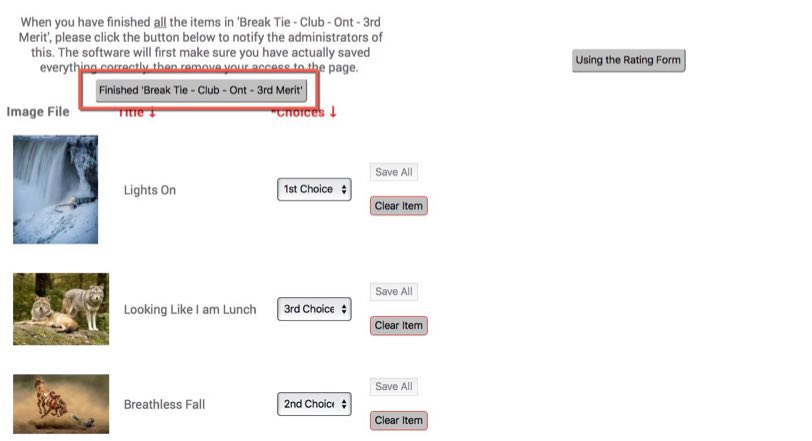 When you have finished all the items in 'Break Tie - Club - Ont - 3rd
Merit', please click the button below to notify the administrators of
this. The software will first make sure you have actually saved
everything correctly, then remove your access to the page.
Using the Rating Form
Finished 'Break Tie - Club - Ont - 3rd Merit'
Image File Title ↓ *Choices ↓
Lights On 1st Choice Save All
Clear Item
Looking Like I am Lunch 3rd Choice Save All
Clear Item
Breathless Fall 2nd Choice Save All
Clear Item